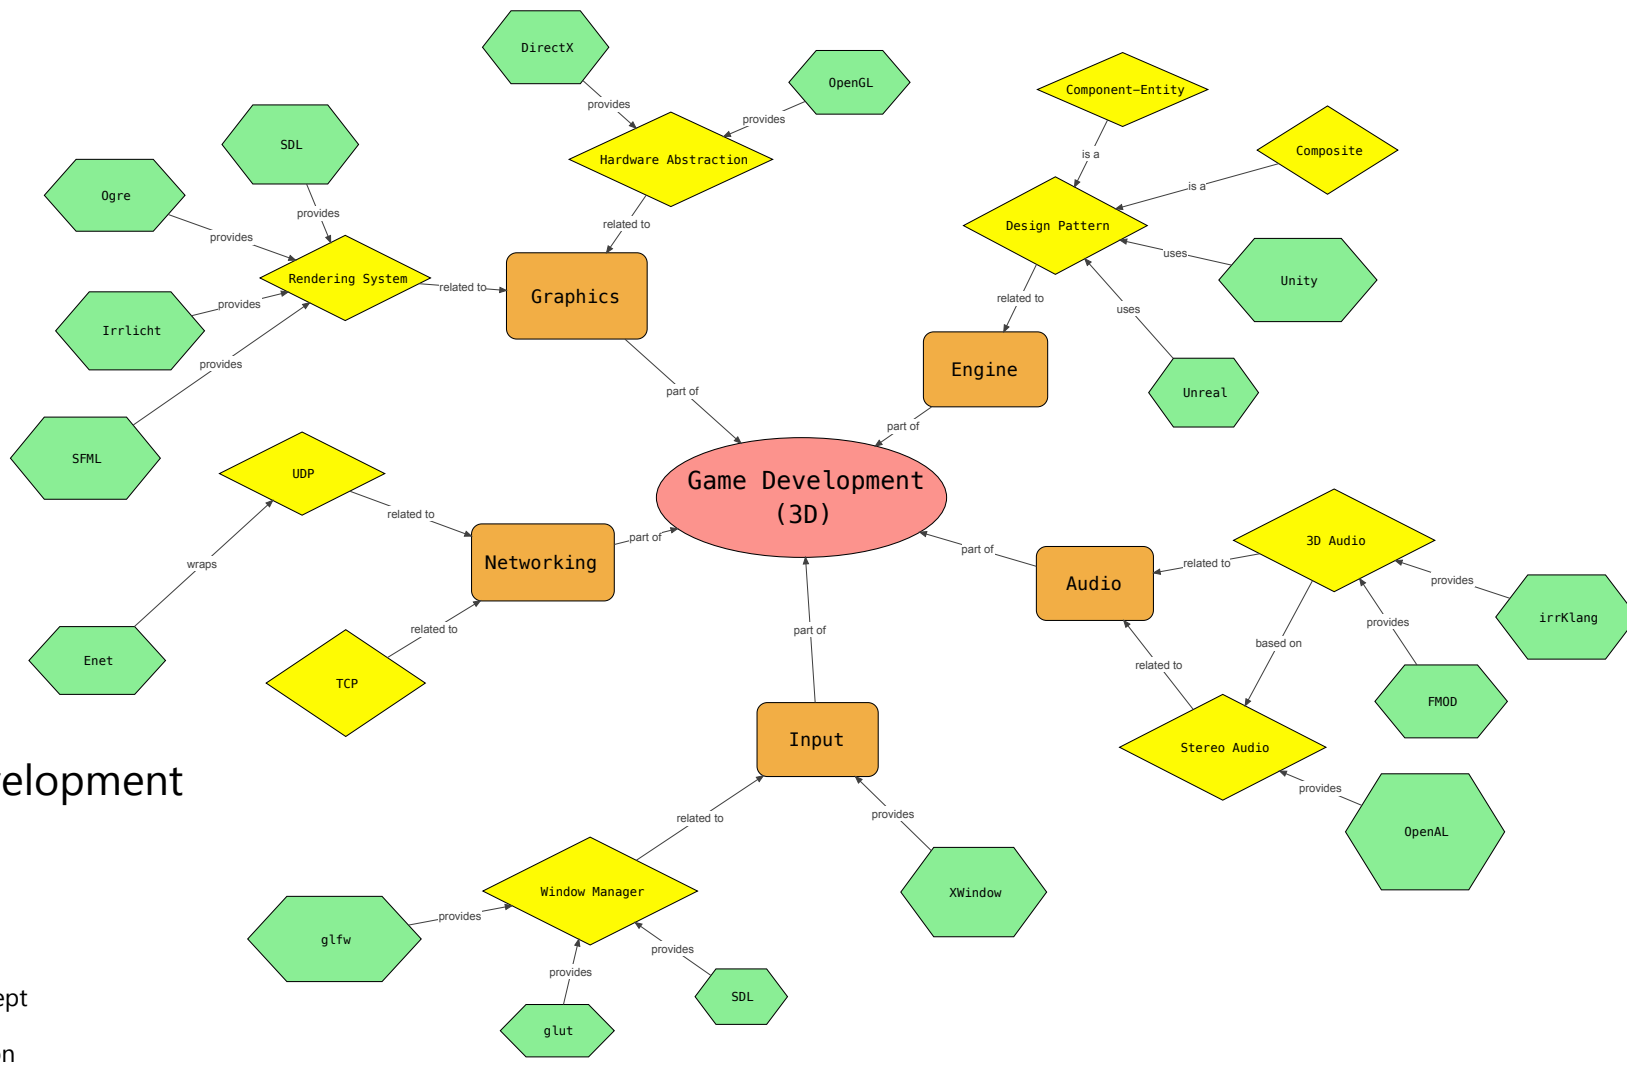 DirectX
OpenGL
provides
provides
Component–Entity
SDL
Hardware Abstraction
Composite
is a
is a
Ogre
provides
related to
Design Pattern
provides
uses
Unity
Rendering System
related to
Graphics
related to
provides
uses
Irrlicht
provides
Engine
part of
Unreal
part of
SFML
UDP
Game Development
(3D)
related to
part of
3D Audio
part of
related to
provides
wraps
Networking
Audio
irrKlang
related to
part of
provides
based on
Enet
TCP
related to
FMOD
Input
Stereo Audio
elopment
provides
related to
provides
OpenAL
Window Manager
XWindow
provides
glfw
provides
provides
SDL
ept
glut
on